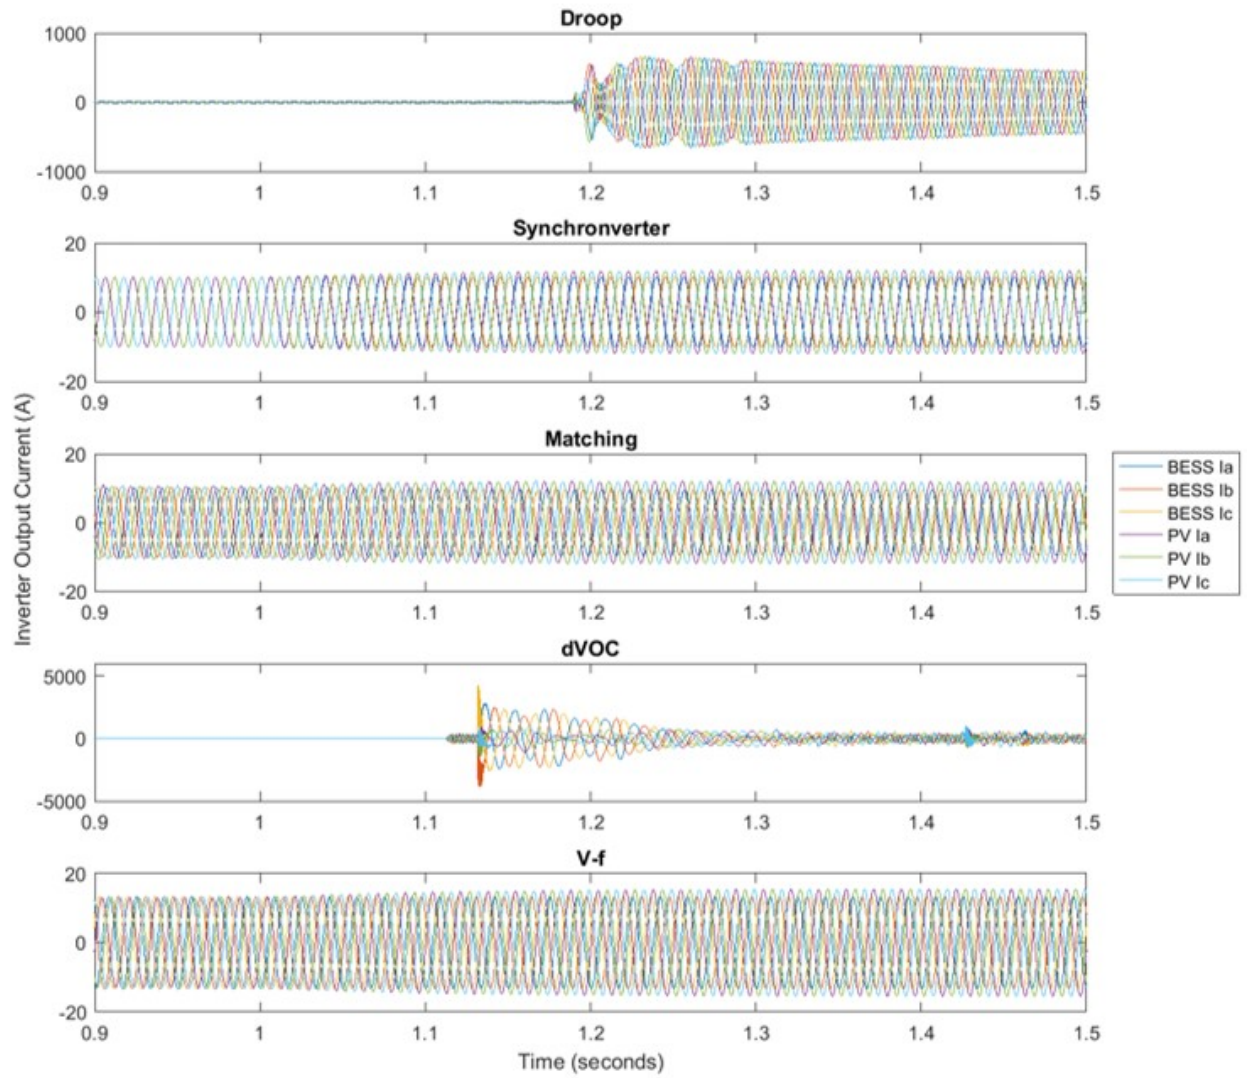 Droop
1000
0
-1000
0.9 1 1.1 1.2 1.3 1.4 1.5
Synchronverter
20
0
-20
0.9 1 1.1 1.2 1.3 1.4 1.5
Inverter Output Current (A)
Matching
20
0
-20
0.9 1 1.1 1.2 1.3 1.4 1.5
BESS Ia
BESS Ib
BESS Ic
PV Ia
PV Ib
PV Ic
dVOC
5000
0
-5000
0.9 1 1.1 1.2 1.3 1.4 1.5
V-f
20
0
-20
0.9 1 1.1 1.2 1.3 1.4 1.5
Time (seconds)